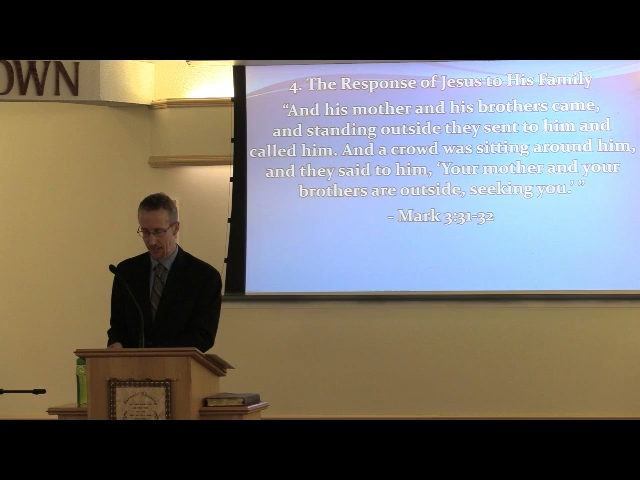 OWN
4. The Response of Jesus to His Family
“And his mother and his brothers came,
and standing outside they sent to him and
called him. And a crowd was sitting around him,
and they said to him, ‘Your mother and your
brothers are outside, seeking you.’ ”
- Mark 3:31-32